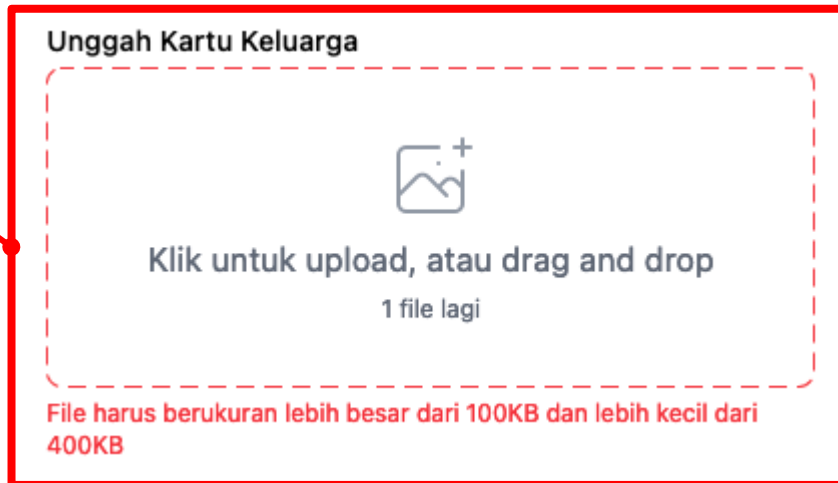 Unggah Kartu Keluarga
Klik untuk upload, atau drag and drop
1 file lagi
File harus berukuran lebih besar dari 100KB dan lebih kecil dari
400KB